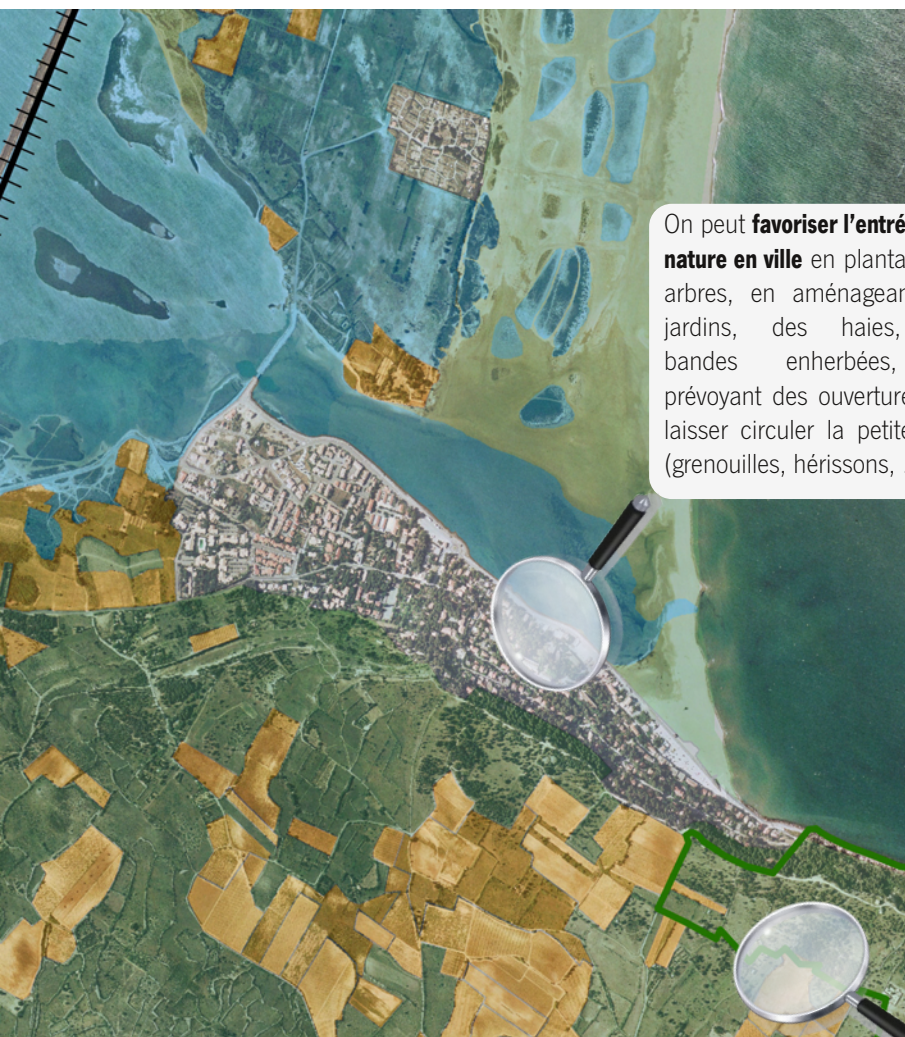 On peut favoriser l'entré
nature en ville en planta
arbres, en aménagean
jardins, des haies,
bandes enherbées,
prévoyant des ouverture
laisser circuler la petite
(grenouilles, hérissons,